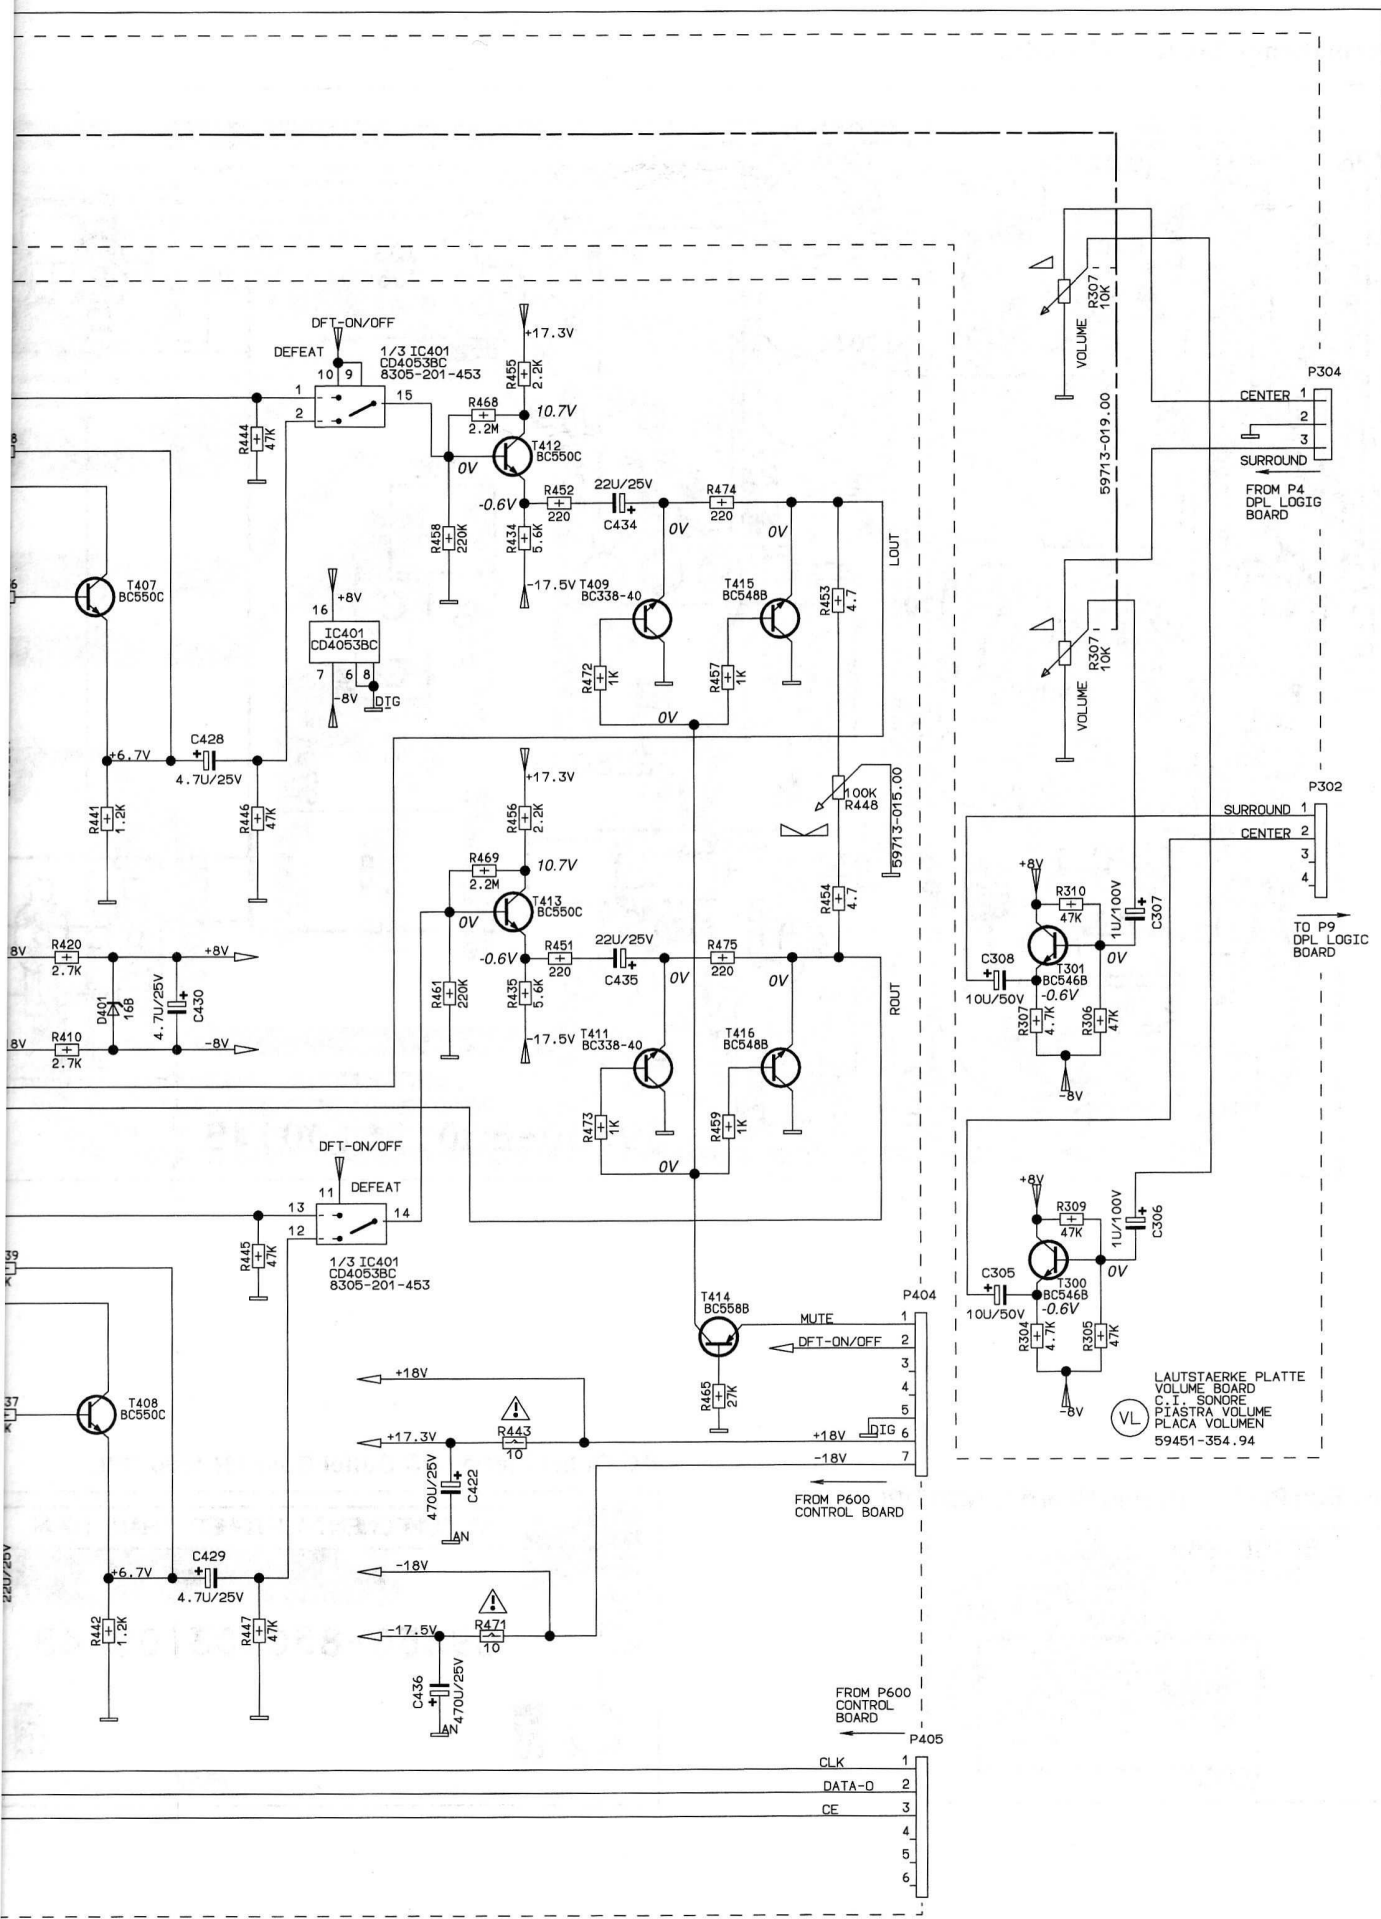 DFT-ON/OFF
DEFEAT
1/3 IC401
CD4053BC
8305-201-453
10 9
1
2
15
R444
47K
+17.3V
R455
2.2K
R468
2.2M
10.7V
T412
BC550C
0V
-0.6V
R452
220
22U/25V
C434
R474
220
0V
0V
R458
220K
R434
5.6K
-17.5V
T409
BC338-40
T415
BC548B
R453
4.7
LOUT
R472
1K
R457
1K
0V
T407
BC550C
+8V
16
IC401
CD4053BC
7
6
8
-8V
DIG
+6.7V
C428
4.7U/25V
R441
1.2K
R446
47K
+17.3V
R456
2.2K
R469
2.2M
10.7V
T413
BC550C
0V
-0.6V
R451
220
22U/25V
C435
R475
220
0V
0V
R461
220K
R435
5.6K
-17.5V
T411
BC338-40
T416
BC548B
100K
R448
59713-015.00
R454
4.7
ROUT
R473
1K
R459
1K
0V
8V
R420
2.7K
+8V
D401
16B
4.7U/25V
C430
8V
R410
2.7K
-8V
DFT-ON/OFF
11
DEFEAT
13
12
14
R445
47K
1/3 IC401
CD4053BC
8305-201-453
T408
BC550C
+6.7V
C429
4.7U/25V
R442
1.2K
R447
47K
22U/25V
T414
BC558B
R465
27K
P404
MUTE 1
DFT-ON/OFF 2
3
4
5
DIG
+18V 6
-18V 7
FROM P600
CONTROL BOARD
+18V
+17.3V
R443
10
470U/25V
C422
AN
-18V
-17.5V
R471
10
C436
470U/25V
AN
FROM P600
CONTROL
BOARD
P405
CLK 1
DATA-O 2
CE 3
4
5
6
R307
10K
VOLUME
59713-019.00
R307
10K
VOLUME
P304
CENTER 1
2
3
SURROUND
FROM P4
DPL LOGIG
BOARD
P302
SURROUND 1
CENTER 2
3
4
TO P9
DPL LOGIC
BOARD
+8V
R310
47K
1U/100V
C307
T301
BC546B
0V
-0.6V
C308
10U/50V
R307
4.7K
R306
47K
-8V
+8V
R309
47K
1U/100V
C306
T300
BC546B
0V
-0.6V
C305
10U/50V
R304
4.7K
R305
47K
-8V
VL
LAUTSTAERKE PLATTE
VOLUME BOARD
C.I. SONORE
PIASTRA VOLUME
PLACA VOLUMEN
59451-354.94